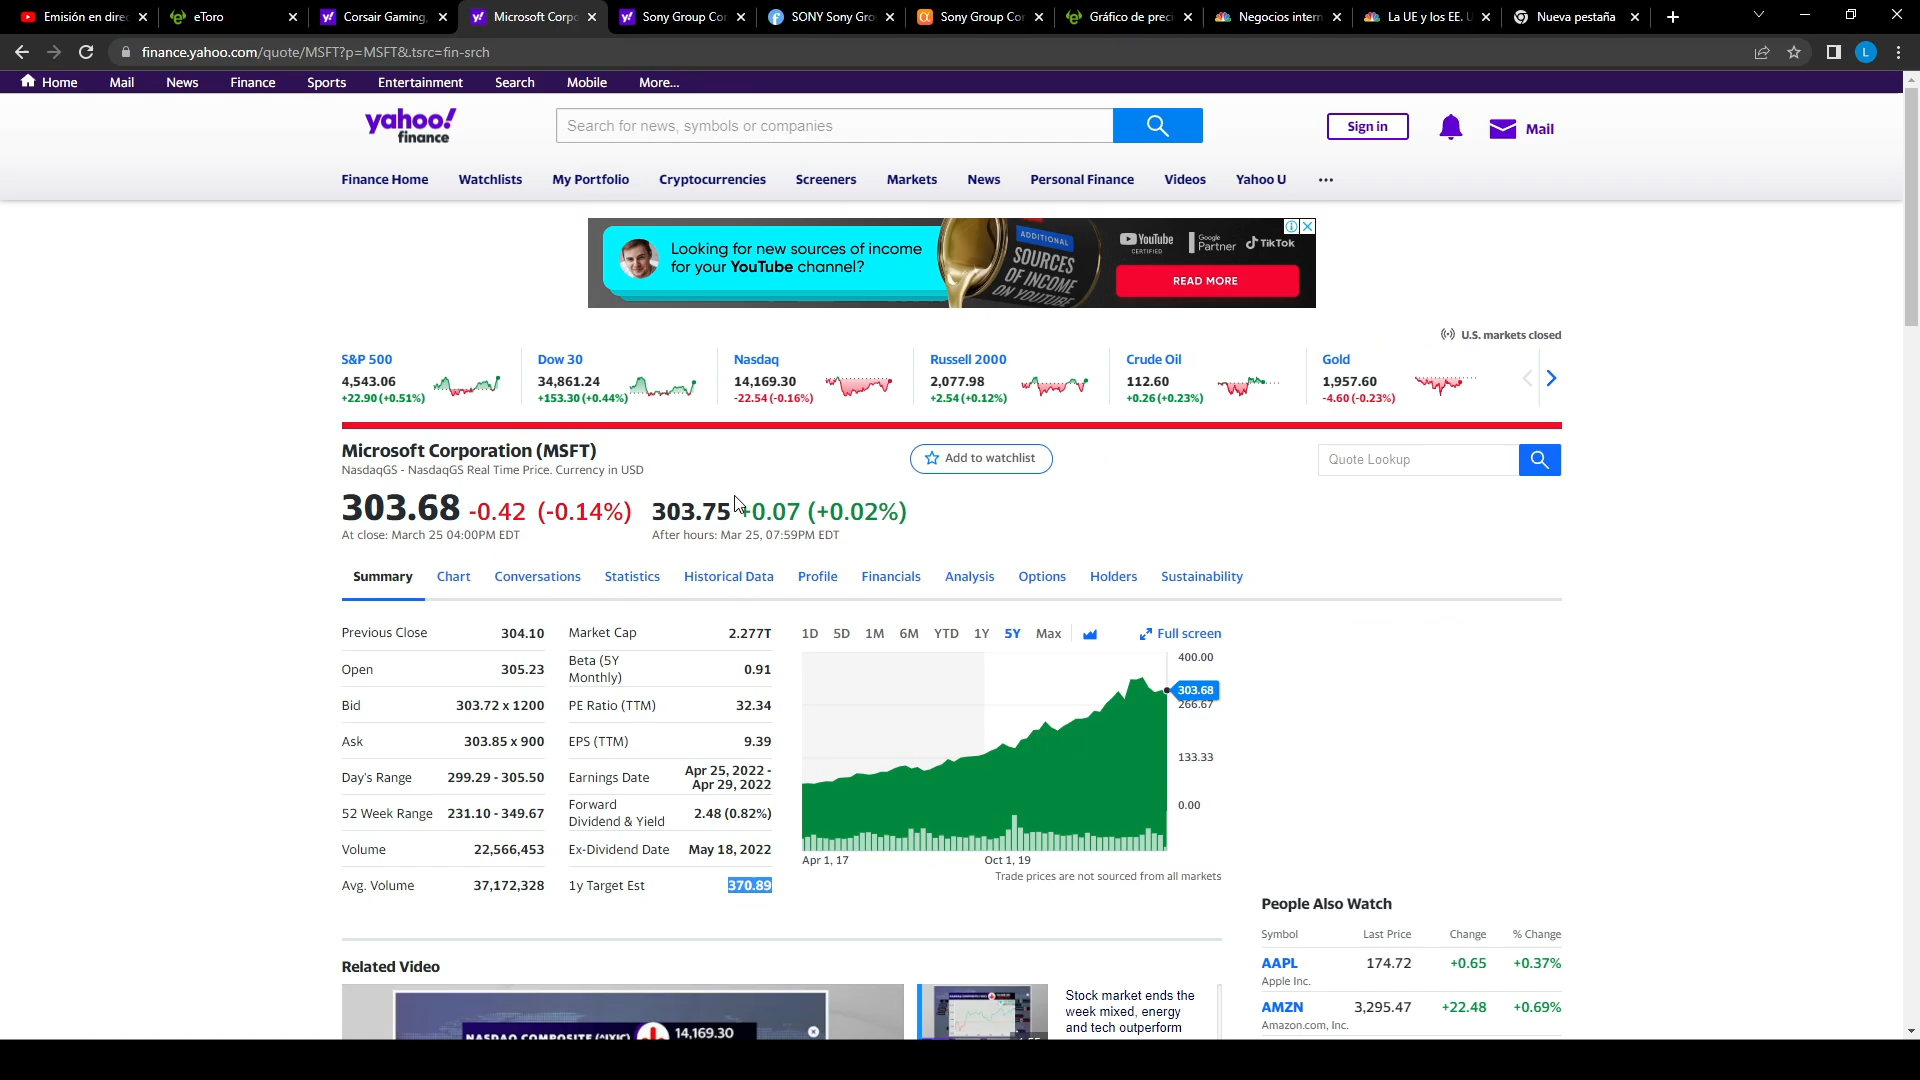 Emisión en direc
eToro
Corsair Gaming,
Microsoft Corpo
Sony Group Cor
SONY Sony Gro
Sony Group Cor
Gráfico de preci
Negocios intern
La UE y los EE. U
Nueva pestaña
finance.yahoo.com/quote/MSFT?p=MSFT&.tsrc=fin-srch
L
Home Mail News Finance Sports Entertainment Search Mobile More...
yahoo!
finance
Search for news, symbols or companies
Sign in
Mail
Finance Home Watchlists My Portfolio Cryptocurrencies Screeners Markets News Personal Finance Videos Yahoo U ...
Looking for new sources of income
for your YouTube channel?
ADDITIONAL
SOURCES
OF INCOME
ON YOUTUBE
YouTube
CERTIFIED
Google
Partner
TikTok
READ MORE
U.S. markets closed
S&P 500
4,543.06
+22.90 (+0.51%)
Dow 30
34,861.24
+153.30 (+0.44%)
Nasdaq
14,169.30
-22.54 (-0.16%)
Russell 2000
2,077.98
+2.54 (+0.12%)
Crude Oil
112.60
+0.26 (+0.23%)
Gold
1,957.60
-4.60 (-0.23%)
Microsoft Corporation (MSFT)
NasdaqGS - NasdaqGS Real Time Price. Currency in USD
Add to watchlist
Quote Lookup
303.68 -0.42 (-0.14%) 303.75 +0.07 (+0.02%)
At close: March 25 04:00PM EDT
After hours: Mar 25, 07:59PM EDT
Summary Chart Conversations Statistics Historical Data Profile Financials Analysis Options Holders Sustainability
Previous Close 304.10
Open 305.23
Bid 303.72 x 1200
Ask 303.85 x 900
Day's Range 299.29 - 305.50
52 Week Range 231.10 - 349.67
Volume 22,566,453
Avg. Volume 37,172,328
Market Cap 2.277T
Beta (5Y
Monthly) 0.91
PE Ratio (TTM) 32.34
EPS (TTM) 9.39
Earnings Date Apr 25, 2022 -
Apr 29, 2022
Forward
Dividend & Yield 2.48 (0.82%)
Ex-Dividend Date May 18, 2022
1y Target Est 370.89
1D 5D 1M 6M YTD 1Y 5Y Max
Full screen
400.00
303.68
266.67
133.33
0.00
Apr 1, 17
Oct 1, 19
Trade prices are not sourced from all markets
People Also Watch
Symbol Last Price Change % Change
AAPL 174.72 +0.65 +0.37%
Apple Inc.
AMZN 3,295.47 +22.48 +0.69%
Amazon.com, Inc.
Related Video
NASDAQ COMPOSITE (^IXIC)
14,169.30
Stock market ends the
week mixed, energy
and tech outperform